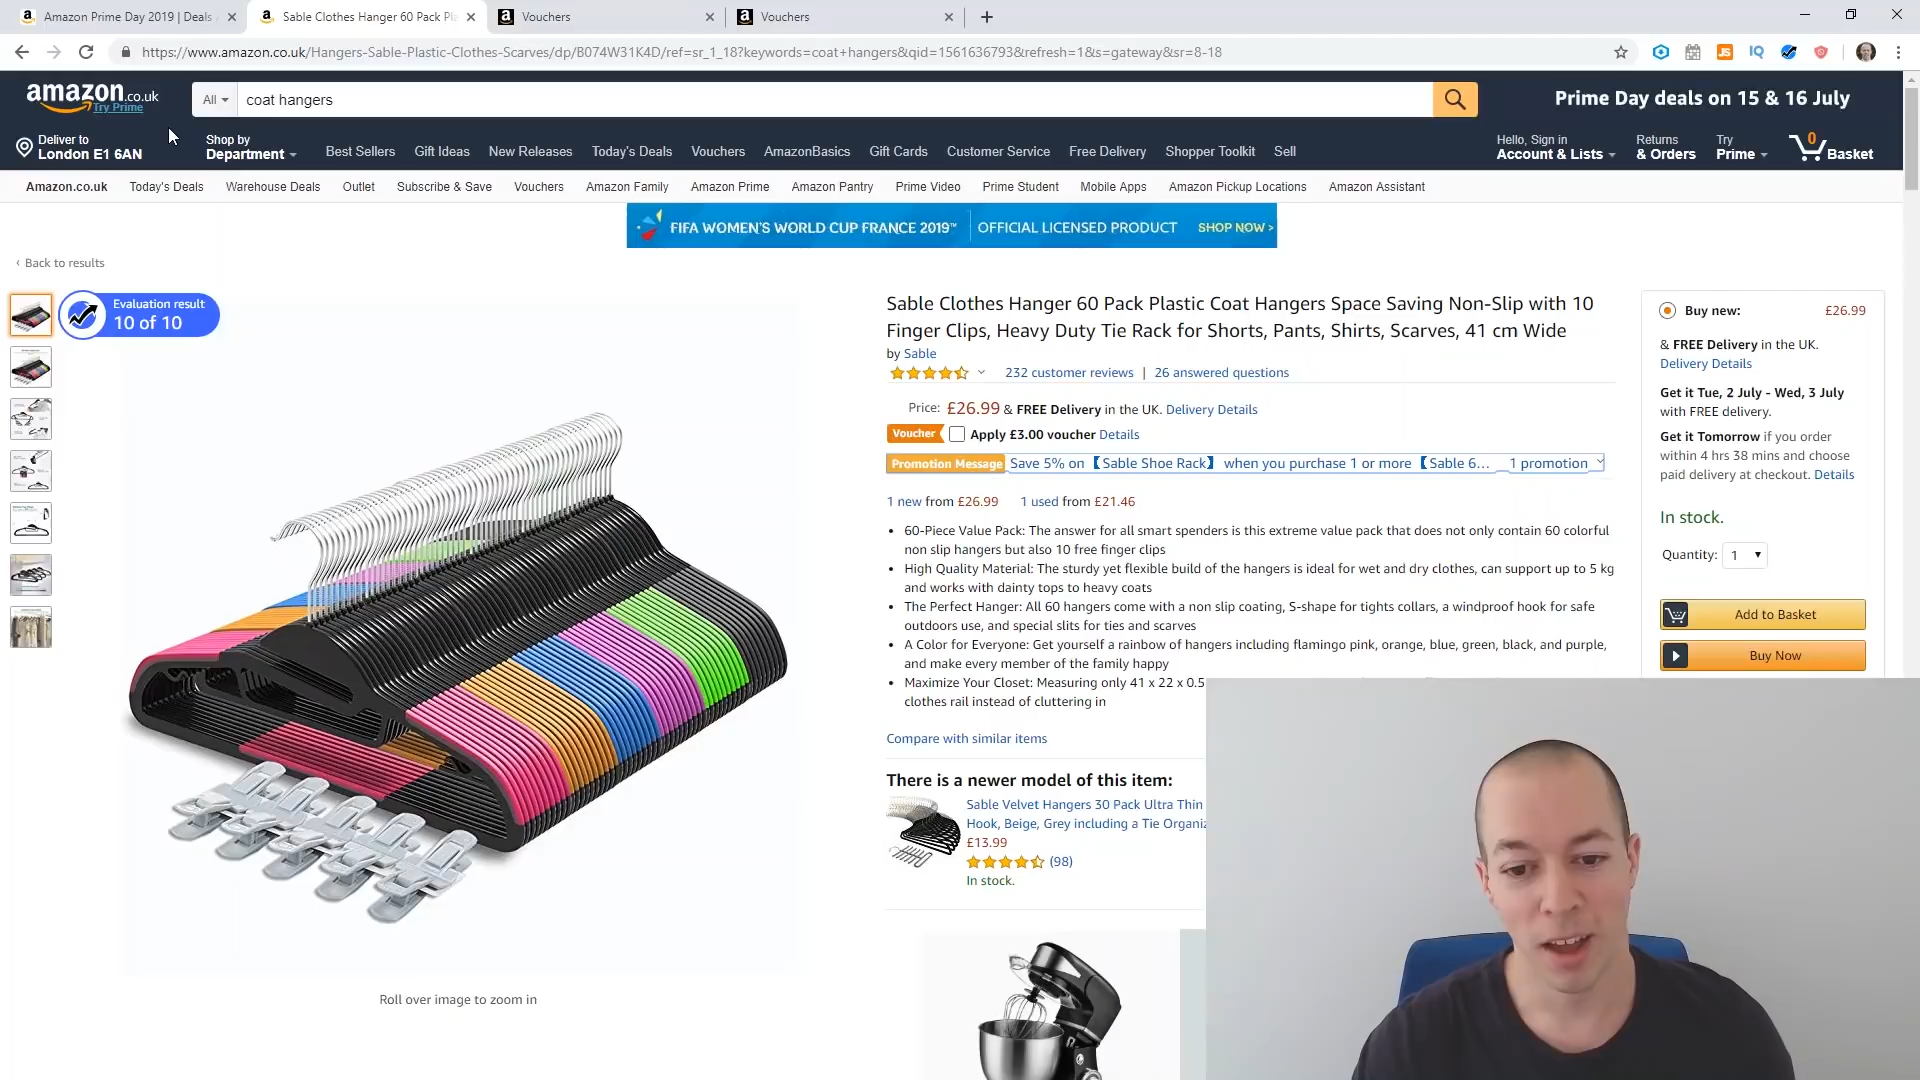 Amazon Prime Day 2019 | Deals
Sable Clothes Hanger 60 Pack Pla
Vouchers
Vouchers
https://www.amazon.co.uk/Hangers-Sable-Plastic-Clothes-Scarves/dp/B074W31K4D/ref=sr_1_18?keywords=coat+hangers&qid=1561636793&refresh=1&s=gateway&sr=8-18
JS
IQ
amazon.co.uk
Try Prime
All
coat hangers
Prime Day deals on 15 & 16 July
Deliver to
London E1 6AN
Shop by
Department
Best Sellers
Gift Ideas
New Releases
Today's Deals
Vouchers
AmazonBasics
Gift Cards
Customer Service
Free Delivery
Shopper Toolkit
Sell
Hello, Sign in
Account & Lists
Returns
& Orders
Try
Prime
0
Basket
Amazon.co.uk
Today's Deals
Warehouse Deals
Outlet
Subscribe & Save
Vouchers
Amazon Family
Amazon Prime
Amazon Pantry
Prime Video
Prime Student
Mobile Apps
Amazon Pickup Locations
Amazon Assistant
FIFA WOMEN'S WORLD CUP FRANCE 2019™
OFFICIAL LICENSED PRODUCT
SHOP NOW >
‹ Back to results
Evaluation result
10 of 10
Sable Clothes Hanger 60 Pack Plastic Coat Hangers Space Saving Non-Slip with 10
Finger Clips, Heavy Duty Tie Rack for Shorts, Pants, Shirts, Scarves, 41 cm Wide
by Sable
232 customer reviews | 26 answered questions
Price: £26.99 & FREE Delivery in the UK. Delivery Details
Voucher Apply £3.00 voucher Details
Promotion Message Save 5% on 【Sable Shoe Rack】 when you purchase 1 or more 【Sable 6... 1 promotion
1 new from £26.99 1 used from £21.46
• 60-Piece Value Pack: The answer for all smart spenders is this extreme value pack that does not only contain 60 colorful
non slip hangers but also 10 free finger clips
• High Quality Material: The sturdy yet flexible build of the hangers is ideal for wet and dry clothes, can support up to 5 kg
and works with dainty tops to heavy coats
• The Perfect Hanger: All 60 hangers come with a non slip coating, S-shape for tights collars, a windproof hook for safe
outdoors use, and special slits for ties and scarves
• A Color for Everyone: Get yourself a rainbow of hangers including flamingo pink, orange, blue, green, black, and purple,
and make every member of the family happy
• Maximize Your Closet: Measuring only 41 x 22 x 0.5
clothes rail instead of cluttering in
Compare with similar items
There is a newer model of this item:
Sable Velvet Hangers 30 Pack Ultra Thin
Hook, Beige, Grey including a Tie Organiz
£13.99
(98)
In stock.
Buy new: £26.99
& FREE Delivery in the UK.
Delivery Details
Get it Tue, 2 July - Wed, 3 July
with FREE delivery.
Get it Tomorrow if you order
within 4 hrs 38 mins and choose
paid delivery at checkout. Details
In stock.
Quantity: 1
Add to Basket
Buy Now
Roll over image to zoom in